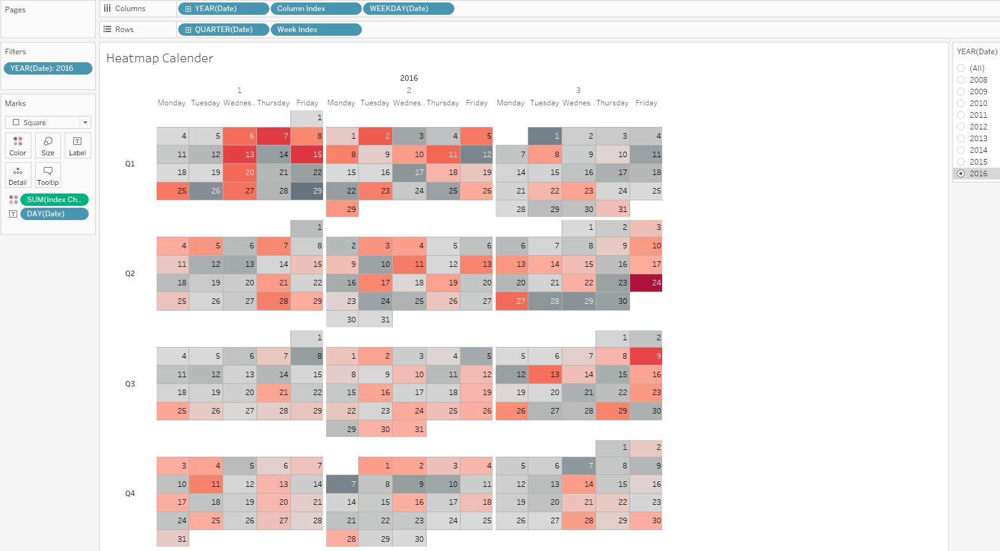 Pages
Columns YEAR(Date) Column Index WEEKDAY(Date)
Rows QUARTER(Date) Week Index
Filters
YEAR(Date): 2016
Marks
Square
Color Size Label
Detail Tooltip
SUM(Index Ch..
DAY(Date)
Heatmap Calender
2016
1 2 3
Monday Tuesday Wednes.. Thursday Friday Monday Tuesday Wednes.. Thursday Friday Monday Tuesday Wednes.. Thursday Friday
Q1
1
4 5 6 7 8 1 2 3 4 5 1 2 3 4
11 12 13 14 15 8 9 10 11 12 7 8 9 10 11
18 19 20 21 22 15 16 17 18 19 14 15 16 17 18
25 26 27 28 29 22 23 24 25 26 21 22 23 24 25
29 28 29 30 31
Q2
1 1 2 3
4 5 6 7 8 2 3 4 5 6 6 7 8 9 10
11 12 13 14 15 9 10 11 12 13 13 14 15 16 17
18 19 20 21 22 16 17 18 19 20 20 21 22 23 24
25 26 27 28 29 23 24 25 26 27 27 28 29 30
30 31
Q3
1 1 2
4 5 6 7 8 1 2 3 4 5 5 6 7 8 9
11 12 13 14 15 8 9 10 11 12 12 13 14 15 16
18 19 20 21 22 15 16 17 18 19 19 20 21 22 23
25 26 27 28 29 22 23 24 25 26 26 27 28 29 30
29 30 31
Q4
1 2
3 4 5 6 7 1 2 3 4 5 6 7 8 9
10 11 12 13 14 7 8 9 10 11 12 13 14 15 16
17 18 19 20 21 14 15 16 17 18 19 20 21 22 23
24 25 26 27 28 21 22 23 24 25 26 27 28 29 30
31 28 29 30
YEAR(Date)
(All)
2008
2009
2010
2011
2012
2013
2014
2015
2016